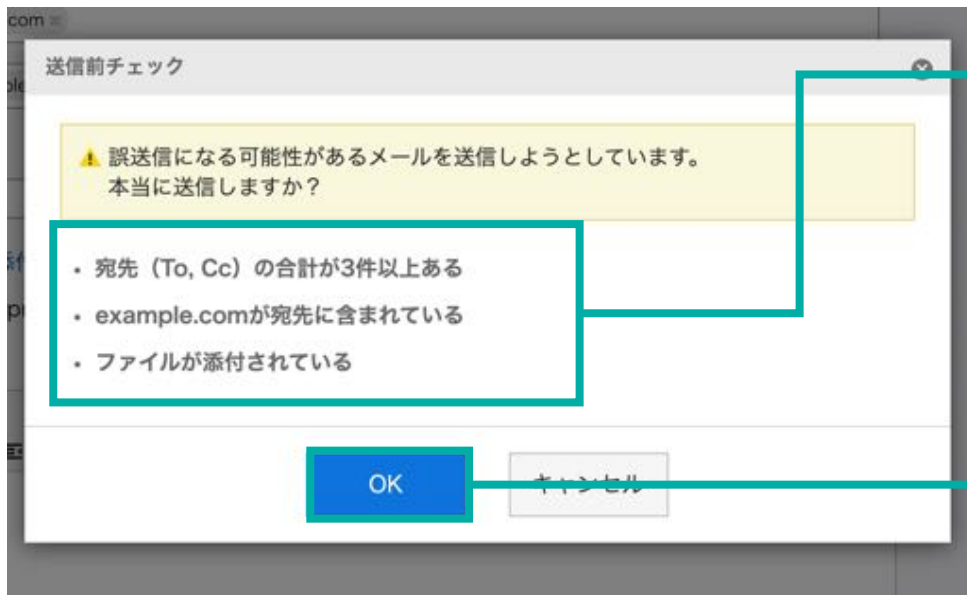 com
送信前チェック
⚠ 誤送信になる可能性があるメールを送信しようとしています。
本当に送信しますか？
・宛先（To, Cc）の合計が3件以上ある
・example.comが宛先に含まれている
・ファイルが添付されている
OK
キャンセル